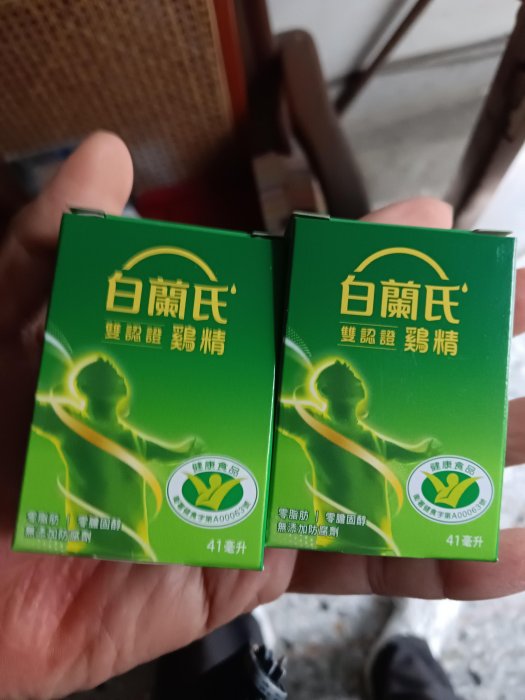 白蘭氏
雙認證 鷄精
健康食品
衛署健食字第A00063號
零脂肪 | 零膽固醇
無添加防腐劑
41毫升
白蘭氏
雙認證 鷄精
健康食品
衛署健食字第A00063號
零脂肪 | 零膽固醇
無添加防腐劑
41毫升